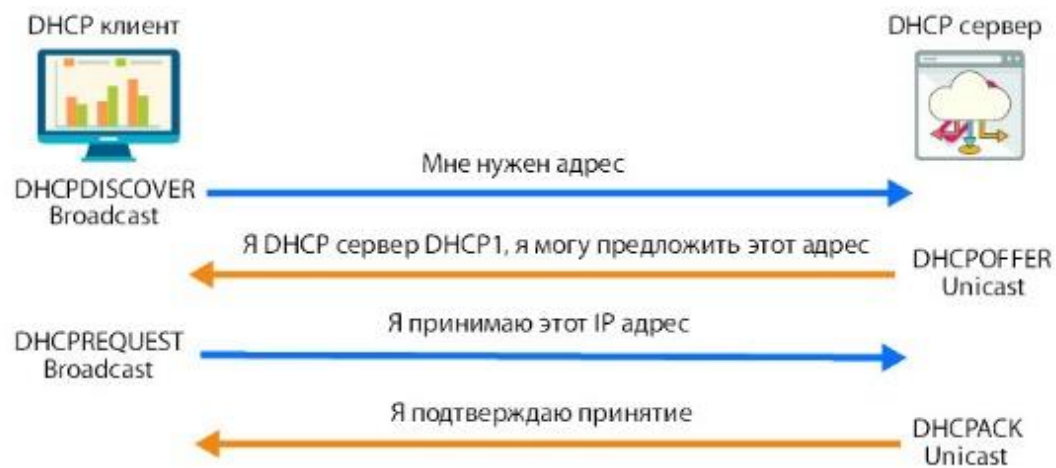 DHCP клиент
DHCP сервер
Мне нужен адрес
DHCPDISCOVER
Broadcast
Я DHCP сервер DHCP1, я могу предложить этот адрес
DHCPOFFER
Unicast
Я принимаю этот IP адрес
DHCPREQUEST
Broadcast
Я подтверждаю принятие
DHCPACK
Unicast